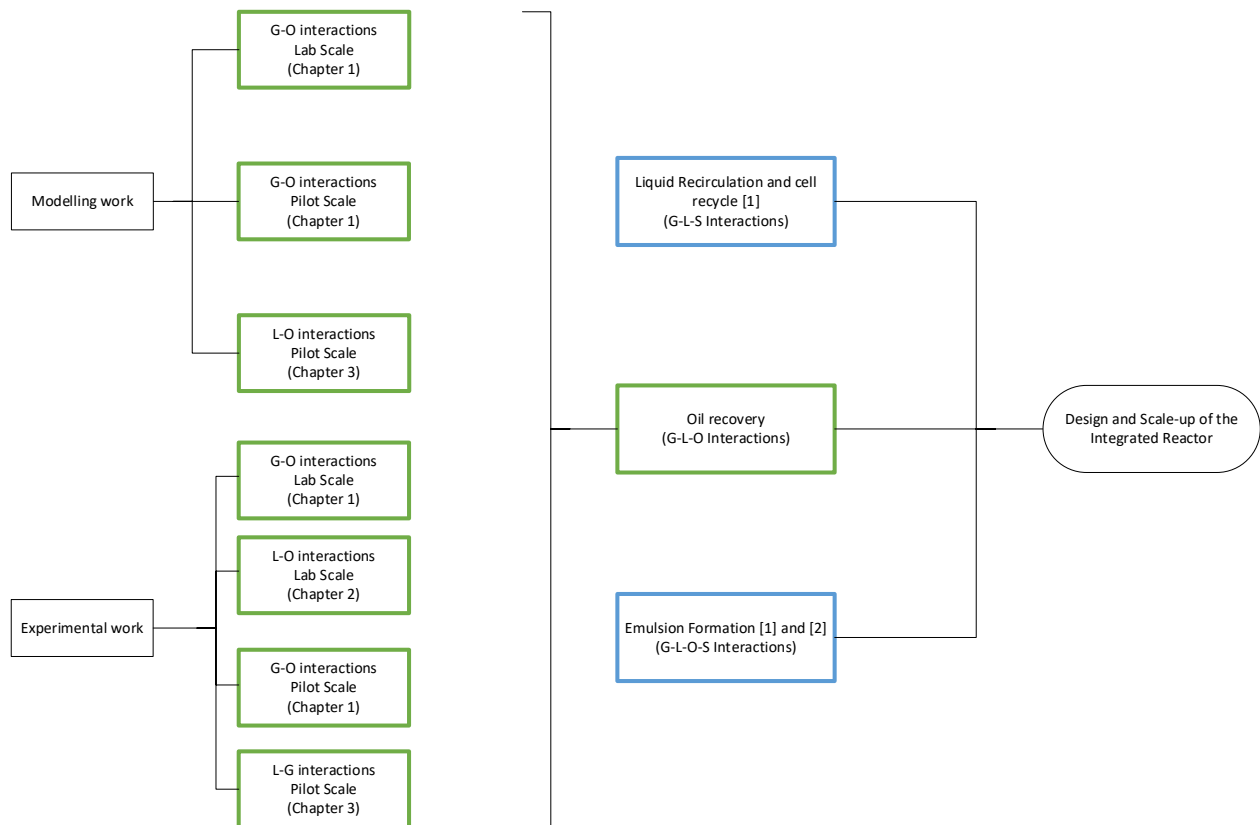 G-O interactions
Lab Scale
(Chapter 1)
Modelling work
G-O interactions
Pilot Scale
(Chapter 1)
L-O interactions
Pilot Scale
(Chapter 3)
Experimental work
G-O interactions
Lab Scale
(Chapter 1)
L-O interactions
Lab Scale
(Chapter 2)
G-O interactions
Pilot Scale
(Chapter 1)
L-G interactions
Pilot Scale
(Chapter 3)
Liquid Recirculation and cell
recycle [1]
(G-L-S Interactions)
Oil recovery
(G-L-O Interactions)
Emulsion Formation [1] and [2]
(G-L-O-S Interactions)
Design and Scale-up of the
Integrated Reactor